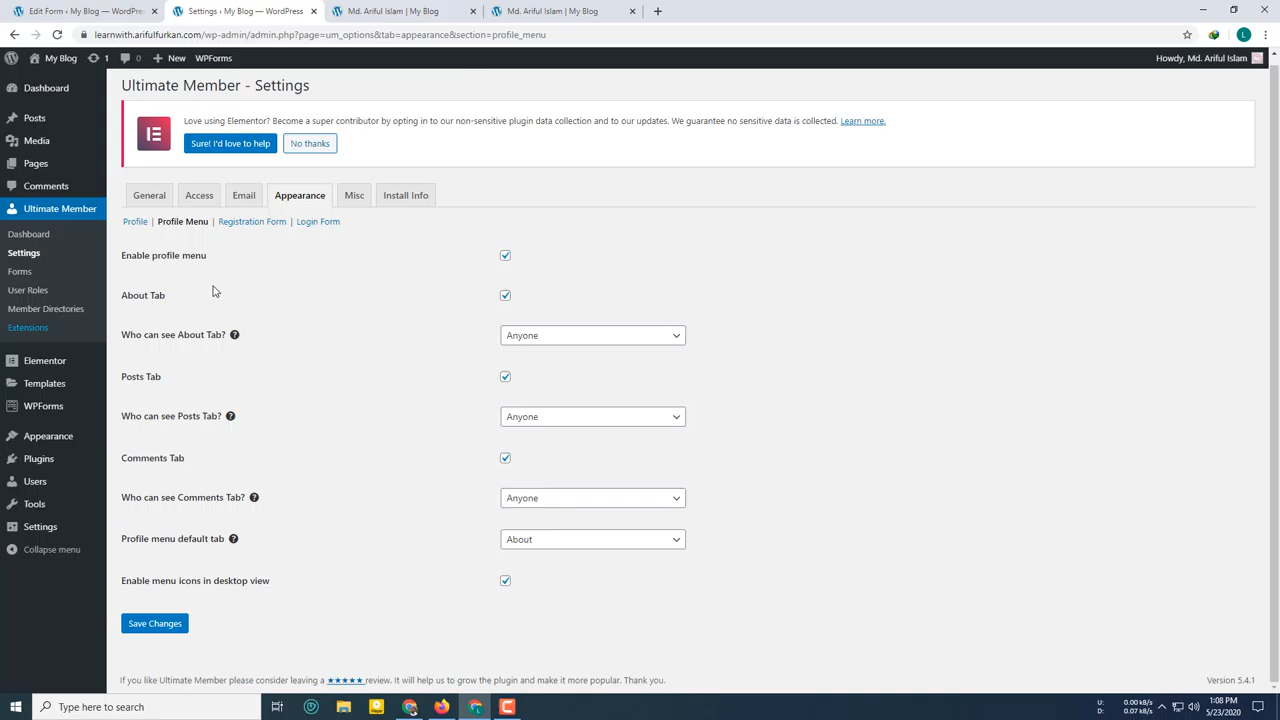 Edit Form ‹ My Blog — WordPress
Settings ‹ My Blog — WordPress
Md. Ariful Islam | My Blog
Md. Ariful Islam | My Blog
learnwith.arifulfurkan.com/wp-admin/admin.php?page=um_options&tab=appearance&section=profile_menu
L
My Blog
1
0
New
WPForms
Howdy, Md. Ariful Islam
Dashboard
Posts
Media
Pages
Comments
Ultimate Member
Dashboard
Settings
Forms
User Roles
Member Directories
Extensions
Elementor
Templates
WPForms
Appearance
Plugins
Users
Tools
Settings
Collapse menu
Ultimate Member - Settings
Love using Elementor? Become a super contributor by opting in to our non-sensitive plugin data collection and to our updates. We guarantee no sensitive data is collected. Learn more.
Sure! I'd love to help
No thanks
General
Access
Email
Appearance
Misc
Install Info
Profile | Profile Menu | Registration Form | Login Form
Enable profile menu
About Tab
Who can see About Tab? ?
Anyone
Posts Tab
Who can see Posts Tab? ?
Anyone
Comments Tab
Who can see Comments Tab? ?
Anyone
Profile menu default tab ?
About
Enable menu icons in desktop view
Save Changes
If you like Ultimate Member please consider leaving a ★★★★★ review. It will help us to grow the plugin and make it more popular. Thank you.
Version 5.4.1
Type here to search
U: 0.00 kB/s
D: 0.07 kB/s
1:08 PM
5/23/2020